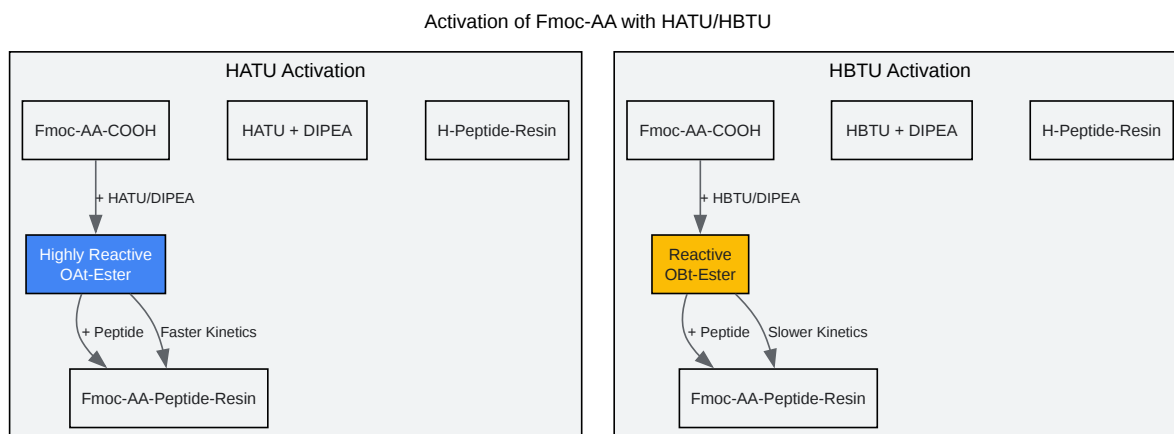 Activation of Fmoc-AA with HATU/HBTU
HATU Activation
Fmoc-AA-COOH
HATU + DIPEA
H-Peptide-Resin
+ HATU/DIPEA
Highly Reactive
OAt-Ester
+ Peptide
Faster Kinetics
Fmoc-AA-Peptide-Resin
HBTU Activation
Fmoc-AA-COOH
HBTU + DIPEA
H-Peptide-Resin
+ HBTU/DIPEA
Reactive
OBt-Ester
+ Peptide
Slower Kinetics
Fmoc-AA-Peptide-Resin